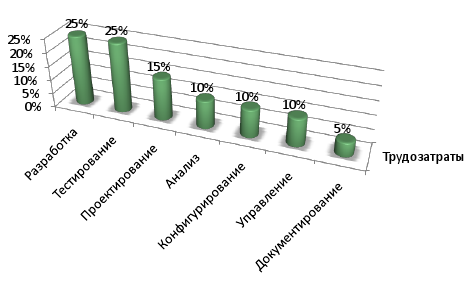 25%
20%
15%
10%
5%
0%
25%
25%
15%
10%
10%
10%
5%
Разработка
Тестирование
Проектирование
Анализ
Конфигурирование
Управление
Документирование
Трудозатраты